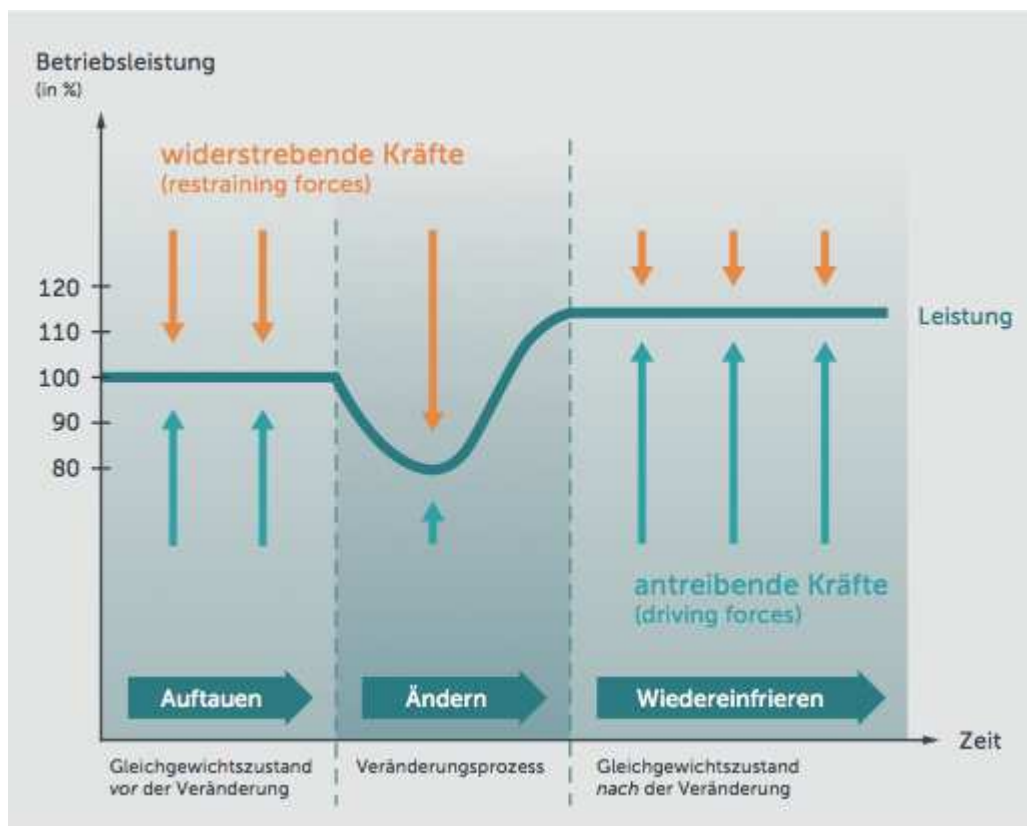 Betriebsleistung
(in %)
widerstrebende Kräfte
(restraining forces)
120
110
100
90
80
Leistung
antreibende Kräfte
(driving forces)
Auftauen
Ändern
Wiedereinfrieren
Zeit
Gleichgewichtszustand
vor der Veränderung
Veränderungsprozess
Gleichgewichtszustand
nach der Veränderung